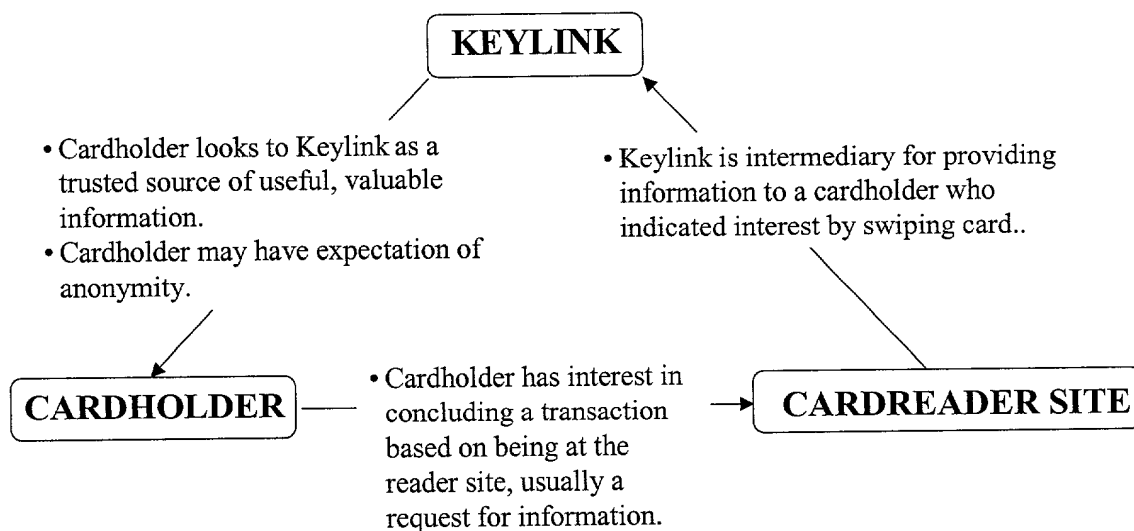 KEYLINK
• Cardholder looks to Keylink as a
trusted source of useful, valuable
information.
• Cardholder may have expectation of
anonymity.
• Keylink is intermediary for providing
information to a cardholder who
indicated interest by swiping card..
CARDHOLDER
• Cardholder has interest in
concluding a transaction
based on being at the
reader site, usually a
request for information.
CARDREADER SITE